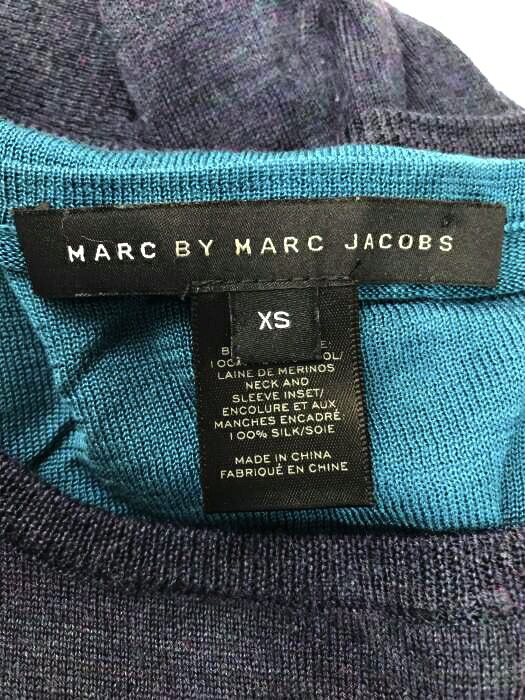 MARC BY MARC JACOBS
XS
LAINE DE MERINOS
NECK AND
SLEEVE INSET/
ENCOLURE ET AUX
MANCHES ENCADRÉ
100% SILK/SOIE
MADE IN CHINA
FABRIQUÉ EN CHINE